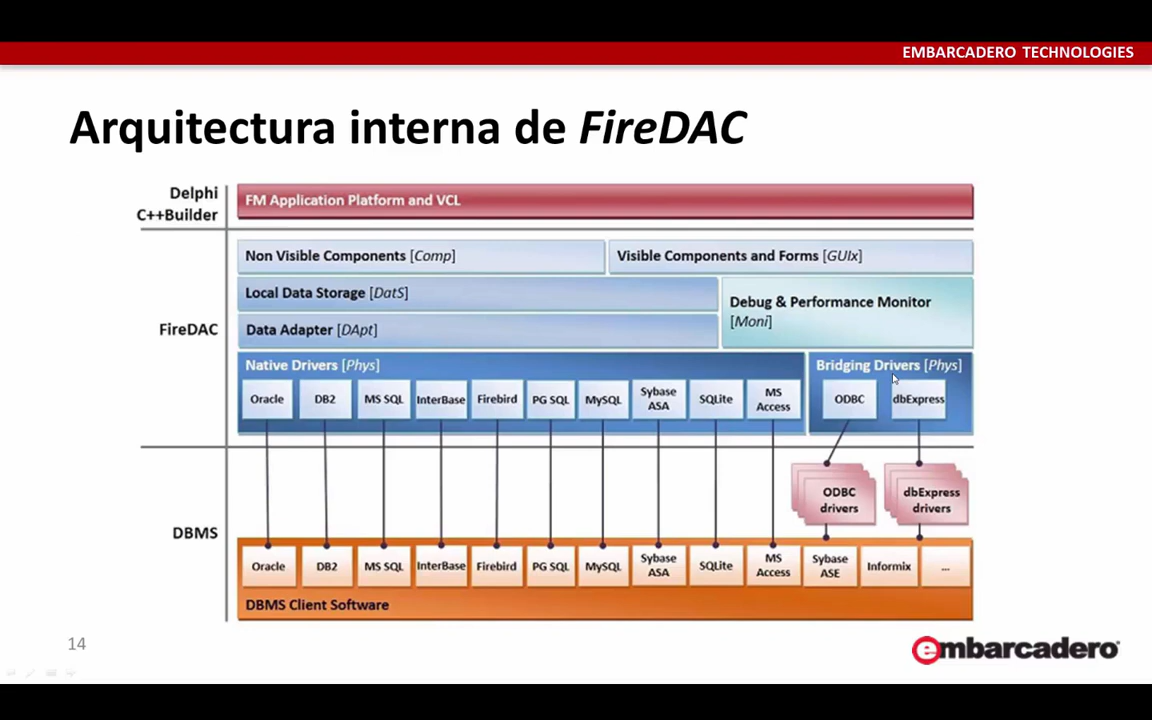 EMBARCADERO TECHNOLOGIES
Arquitectura interna de FireDAC
Delphi
C++Builder
FM Application Platform and VCL
FireDAC
Non Visible Components [Comp]
Visible Components and Forms [GUIx]
Local Data Storage [DatS]
Debug & Performance Monitor
[Moni]
Data Adapter [DApt]
Native Drivers [Phys]
Bridging Drivers [Phys]
Oracle
DB2
MS SQL
InterBase
Firebird
PG SQL
MySQL
Sybase
ASA
SQLite
MS
Access
ODBC
dbExpress
DBMS
ODBC
drivers
dbExpress
drivers
Oracle
DB2
MS SQL
InterBase
Firebird
PG SQL
MySQL
Sybase
ASA
SQLite
MS
Access
Sybase
ASE
Informix
...
DBMS Client Software
14
embarcadero